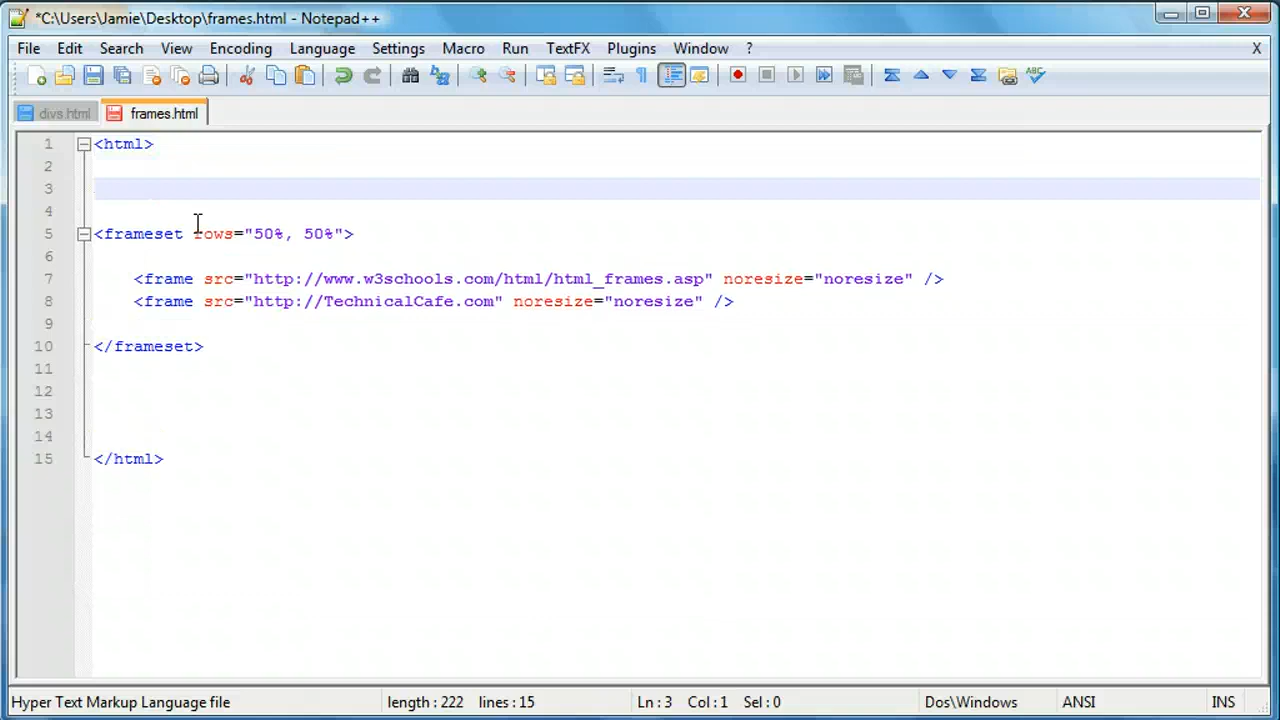 *C:\Users\Jamie\Desktop\frames.html - Notepad++
File Edit Search View Encoding Language Settings Macro Run TextFX Plugins Window ? X
ABC
divs.html frames.html
1 <html>
2
3
4
5 <frameset rows="50%, 50%">
6
7 <frame src="http://www.w3schools.com/html/html_frames.asp" noresize="noresize" />
8 <frame src="http://TechnicalCafe.com" noresize="noresize" />
9
10 </frameset>
11
12
13
14
15 </html>
Hyper Text Markup Language file length : 222 lines : 15 Ln : 3 Col : 1 Sel : 0 Dos\Windows ANSI INS